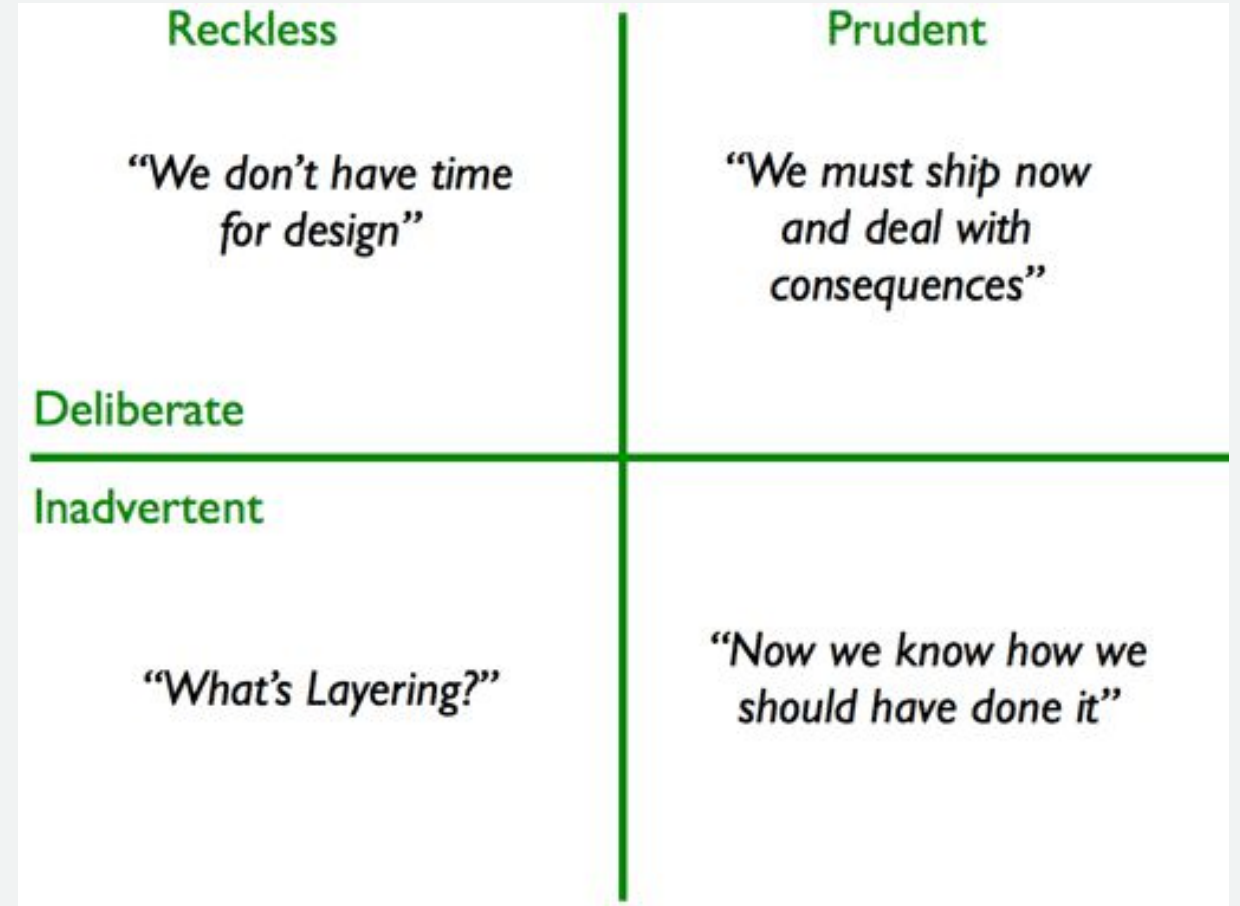 Reckless
Prudent
“We don’t have time
for design”
“We must ship now
and deal with
consequences”
Deliberate
Inadvertent
“What’s Layering?”
“Now we know how we
should have done it”